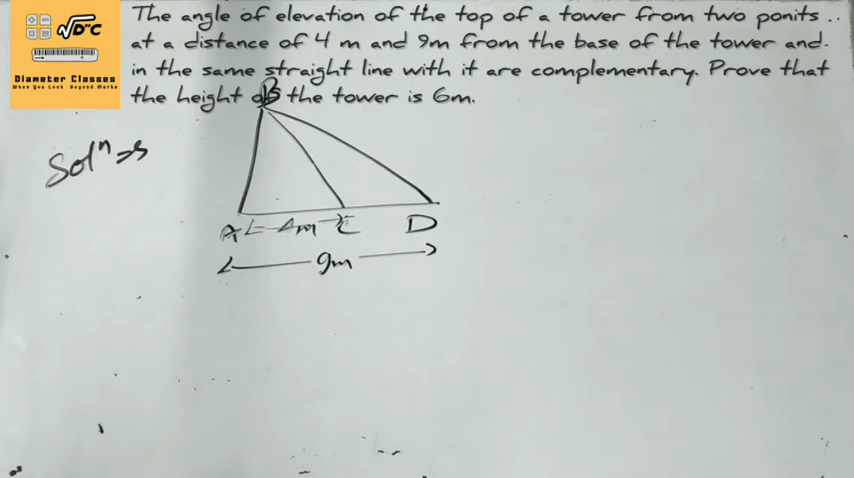 √DC
Diameter Classes
When You Look Beyond Marks
The angle of elevation of the top of a tower from two ponits ..
at a distance of 4 m and 9m from the base of the tower and
in the same straight line with it are complementary. Prove that
the height of the tower is 6m.
B
Solⁿ ⇒
A 4m C D
9m